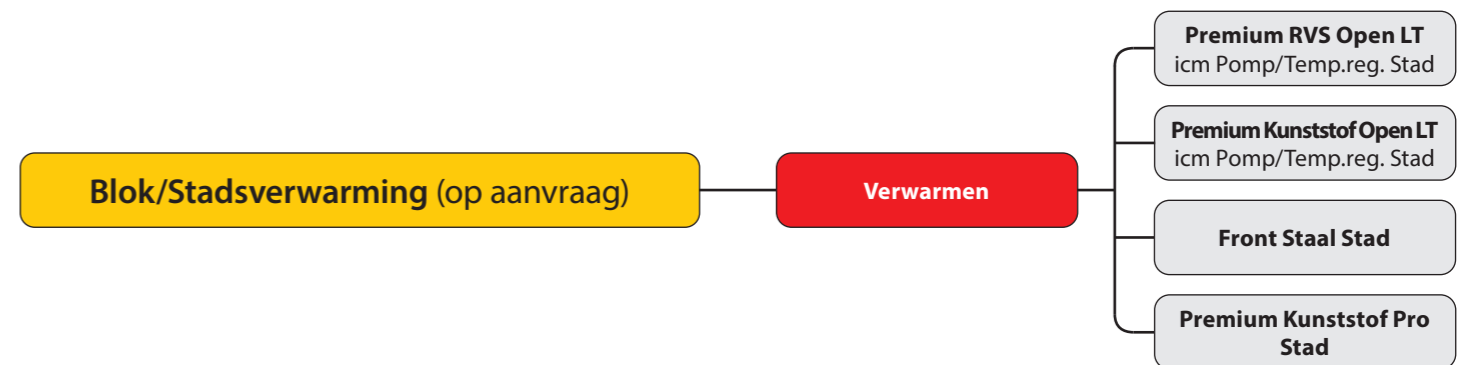 Premium RVS Open LT
icm Pomp/Temp.reg. Stad
Premium Kunststof Open LT
icm Pomp/Temp.reg. Stad
Blok/Stadsverwarming (op aanvraag)
Verwarmen
Front Staal Stad
Premium Kunststof Pro
Stad